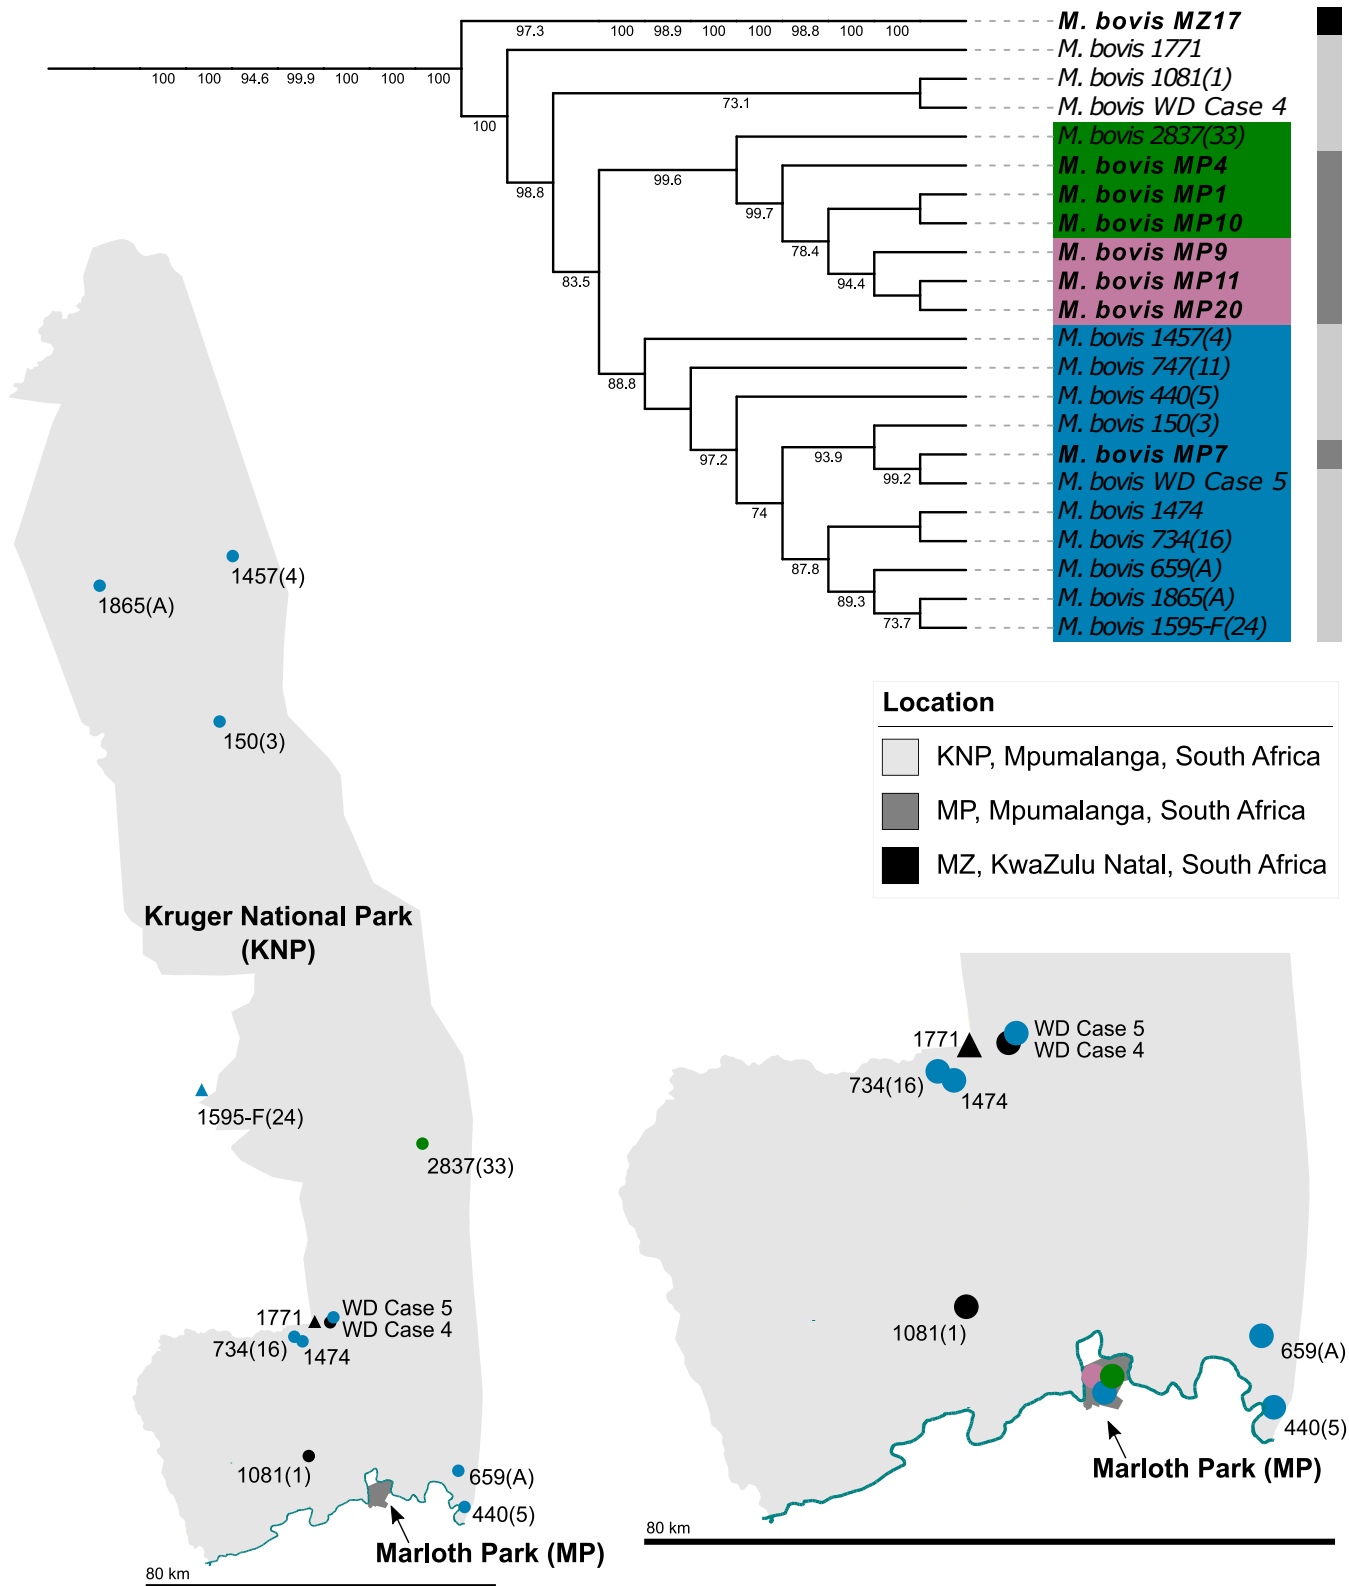 M. bovis MZ17
97.3 100 98.9 100 100 98.8 100 100
M. bovis 1771
100 100 94.6 99.9 100 100 100
M. bovis 1081(1)
73.1
M. bovis WD Case 4
100
M. bovis 2837(33)
M. bovis MP4
99.6
98.8
M. bovis MP1
99.7
M. bovis MP10
78.4
M. bovis MP9
94.4
83.5
M. bovis MP11
M. bovis MP20
M. bovis 1457(4)
M. bovis 747(11)
88.8
M. bovis 440(5)
M. bovis 150(3)
M. bovis MP7
97.2
93.9
M. bovis WD Case 5
99.2
M. bovis 1474
74
M. bovis 734(16)
87.8
M. bovis 659(A)
89.3
M. bovis 1865(A)
M. bovis 1595-F(24)
73.7
1457(4)
1865(A)
150(3)
Location
KNP, Mpumalanga, South Africa
MP, Mpumalanga, South Africa
MZ, KwaZulu Natal, South Africa
Kruger National Park
(KNP)
1595-F(24)
2837(33)
1771
WD Case 5
WD Case 4
734(16)
1474
1081(1)
659(A)
440(5)
Marloth Park (MP)
80 km
1771
WD Case 5
WD Case 4
734(16)
1474
1081(1)
659(A)
440(5)
Marloth Park (MP)
80 km